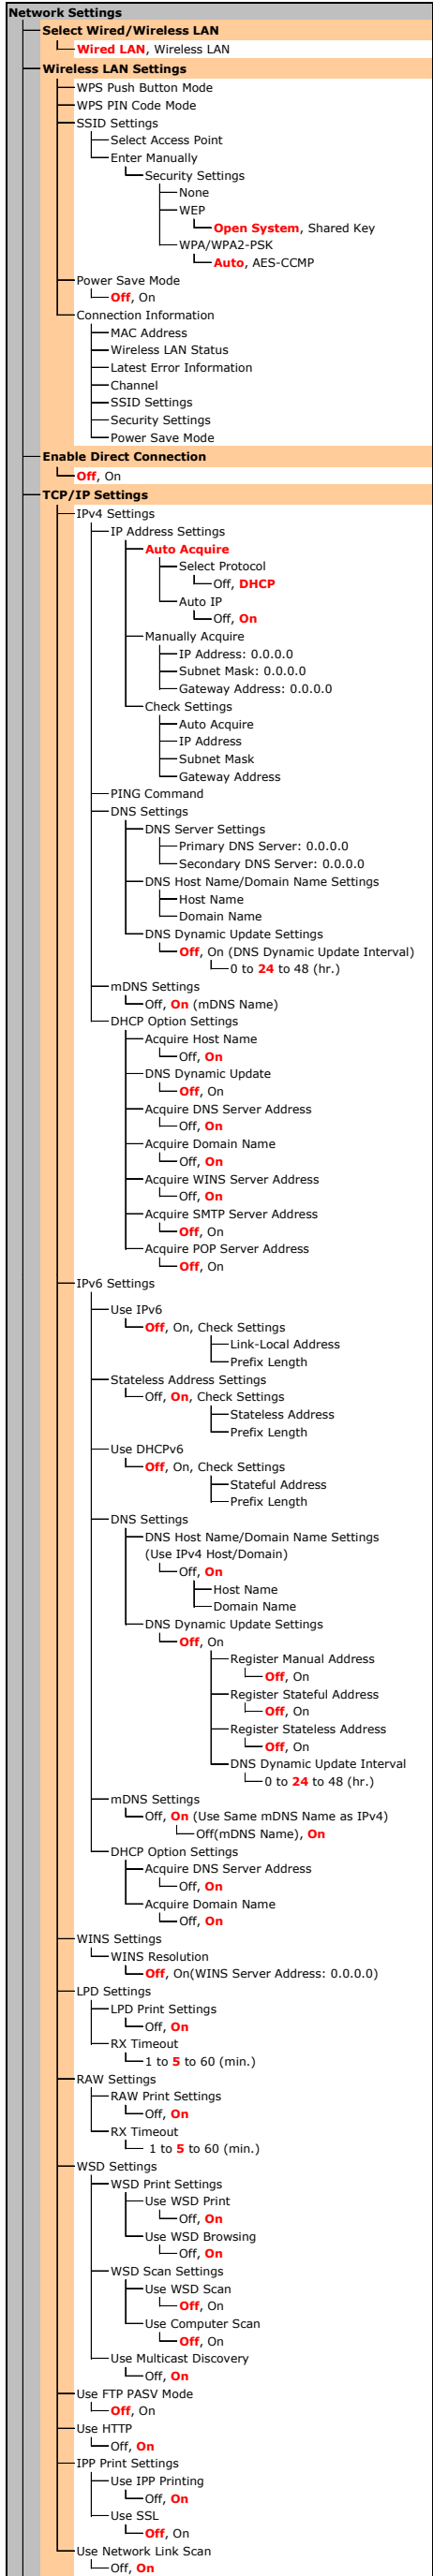 Network Settings
Select Wired/Wireless LAN
Wired LAN, Wireless LAN
Wireless LAN Settings
WPS Push Button Mode
WPS PIN Code Mode
SSID Settings
Select Access Point
Enter Manually
Security Settings
None
WEP
Open System, Shared Key
WPA/WPA2-PSK
Auto, AES-CCMP
Power Save Mode
Off, On
Connection Information
MAC Address
Wireless LAN Status
Latest Error Information
Channel
SSID Settings
Security Settings
Power Save Mode
Enable Direct Connection
Off, On
TCP/IP Settings
IPv4 Settings
IP Address Settings
Auto Acquire
Select Protocol
Off, DHCP
Auto IP
Off, On
Manually Acquire
IP Address: 0.0.0.0
Subnet Mask: 0.0.0.0
Gateway Address: 0.0.0.0
Check Settings
Auto Acquire
IP Address
Subnet Mask
Gateway Address
PING Command
DNS Settings
DNS Server Settings
Primary DNS Server: 0.0.0.0
Secondary DNS Server: 0.0.0.0
DNS Host Name/Domain Name Settings
Host Name
Domain Name
DNS Dynamic Update Settings
Off, On (DNS Dynamic Update Interval)
0 to 24 to 48 (hr.)
mDNS Settings
Off, On (mDNS Name)
DHCP Option Settings
Acquire Host Name
Off, On
DNS Dynamic Update
Off, On
Acquire DNS Server Address
Off, On
Acquire Domain Name
Off, On
Acquire WINS Server Address
Off, On
Acquire SMTP Server Address
Off, On
Acquire POP Server Address
Off, On
IPv6 Settings
Use IPv6
Off, On, Check Settings
Link-Local Address
Prefix Length
Stateless Address Settings
Off, On, Check Settings
Stateless Address
Prefix Length
Use DHCPv6
Off, On, Check Settings
Stateful Address
Prefix Length
DNS Settings
DNS Host Name/Domain Name Settings
(Use IPv4 Host/Domain)
Off, On
Host Name
Domain Name
DNS Dynamic Update Settings
Off, On
Register Manual Address
Off, On
Register Stateful Address
Off, On
Register Stateless Address
Off, On
DNS Dynamic Update Interval
0 to 24 to 48 (hr.)
mDNS Settings
Off, On (Use Same mDNS Name as IPv4)
Off(mDNS Name), On
DHCP Option Settings
Acquire DNS Server Address
Off, On
Acquire Domain Name
Off, On
WINS Settings
WINS Resolution
Off, On(WINS Server Address: 0.0.0.0)
LPD Settings
LPD Print Settings
Off, On
RX Timeout
1 to 5 to 60 (min.)
RAW Settings
RAW Print Settings
Off, On
RX Timeout
1 to 5 to 60 (min.)
WSD Settings
WSD Print Settings
Use WSD Print
Off, On
Use WSD Browsing
Off, On
WSD Scan Settings
Use WSD Scan
Off, On
Use Computer Scan
Off, On
Use Multicast Discovery
Off, On
Use FTP PASV Mode
Off, On
Use HTTP
Off, On
IPP Print Settings
Use IPP Printing
Off, On
Use SSL
Off, On
Use Network Link Scan
Off, On